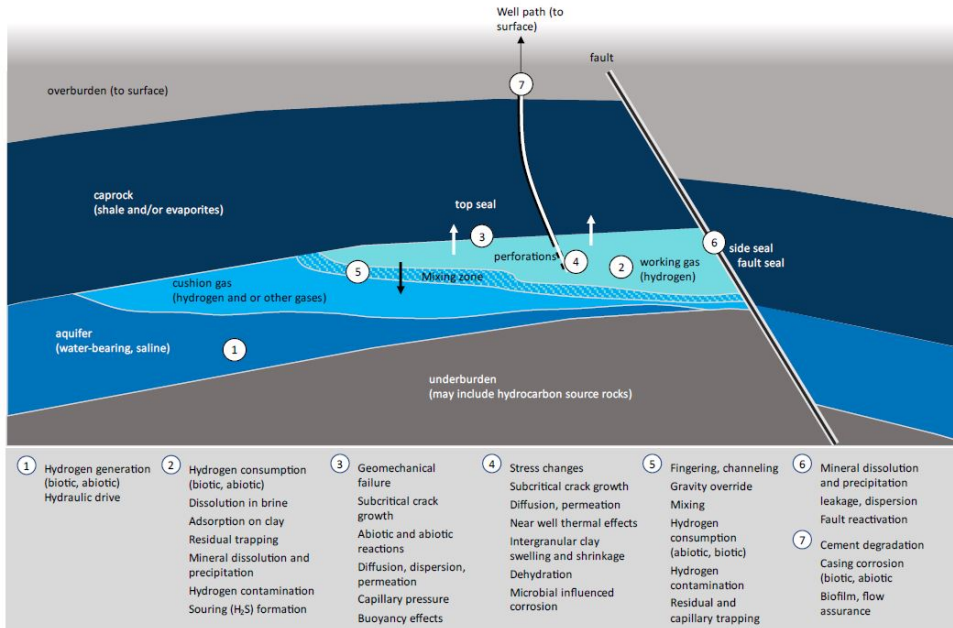 Well path (to
surface)
fault
7
overburden (to surface)
caprock
(shale and/or evaporites)
top seal
3
6
side seal
fault seal
perforations
4
2
working gas
(hydrogen)
5
Mixing zone
cushion gas
(hydrogen and or other gases)
aquifer
(water-bearing, saline)
1
underburden
(may include hydrocarbon source rocks)
1
Hydrogen generation
(biotic, abiotic)
Hydraulic drive
2
Hydrogen consumption
(biotic, abiotic)
Dissolution in brine
Adsorption on clay
Residual trapping
Mineral dissolution and
precipitation
Hydrogen contamination
Souring (H₂S) formation
3
Geomechanical
failure
Subcritical crack
growth
Abiotic and abiotic
reactions
Diffusion, dispersion,
permeation
Capillary pressure
Buoyancy effects
4
Stress changes
Subcritical crack growth
Diffusion, permeation
Near well thermal effects
Intergranular clay
swelling and shrinkage
Dehydration
Microbial influenced
corrosion
5
Fingering, channeling
Gravity override
Mixing
Hydrogen
consumption
(abiotic, biotic)
Hydrogen
contamination
Residual and
capillary trapping
6
Mineral dissolution
and precipitation
leakage, dispersion
Fault reactivation
7
Cement degradation
Casing corrosion
(biotic, abiotic
Biofilm, flow
assurance